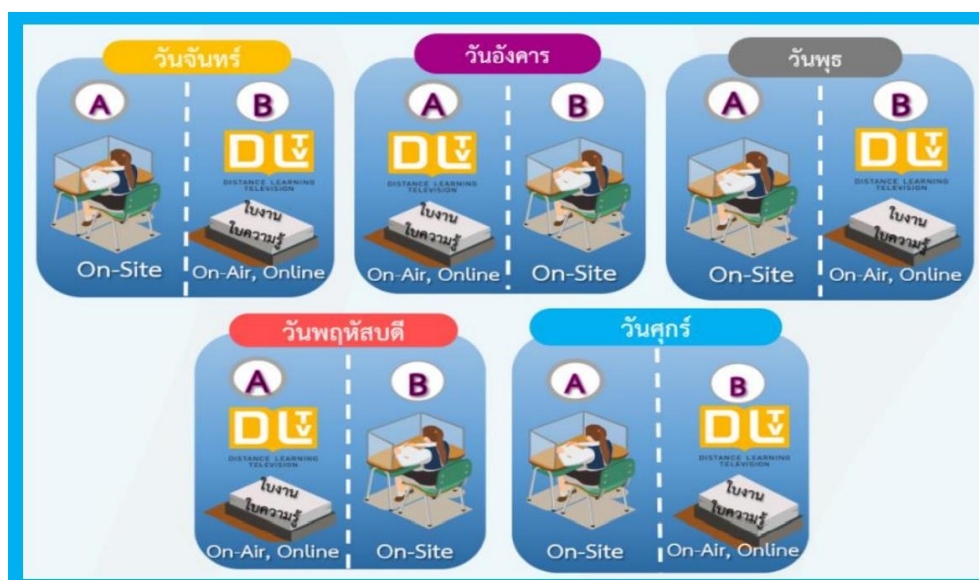 วันจันทร์
A
B
DLTV
DISTANCE LEARNING
TELEVISION
ใบงาน
ใบความรู้
On-Site
On-Air, Online
วันอังคาร
A
B
DLTV
DISTANCE LEARNING
TELEVISION
ใบงาน
ใบความรู้
On-Air, Online
On-Site
วันพุธ
A
B
DLTV
DISTANCE LEARNING
TELEVISION
ใบงาน
ใบความรู้
On-Site
On-Air, Online
วันพฤหัสบดี
A
B
DLTV
DISTANCE LEARNING
TELEVISION
ใบงาน
ใบความรู้
On-Air, Online
On-Site
วันศุกร์
A
B
DLTV
DISTANCE LEARNING
TELEVISION
ใบงาน
ใบความรู้
On-Site
On-Air, Online